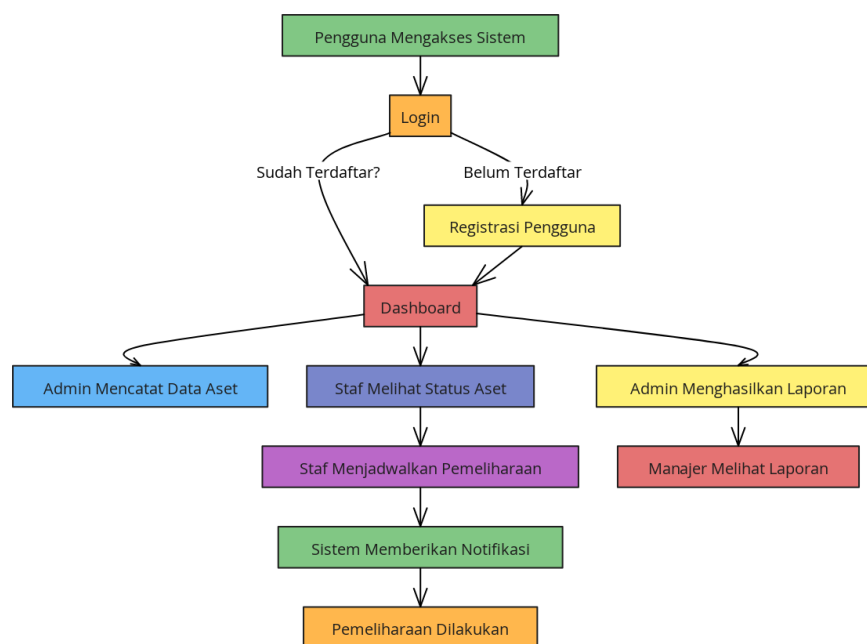 Pengguna Mengakses Sistem
Login
Sudah Terdaftar?
Belum Terdaftar
Registrasi Pengguna
Dashboard
Admin Mencatat Data Aset
Staf Melihat Status Aset
Admin Menghasilkan Laporan
Staf Menjadwalkan Pemeliharaan
Manajer Melihat Laporan
Sistem Memberikan Notifikasi
Pemeliharaan Dilakukan